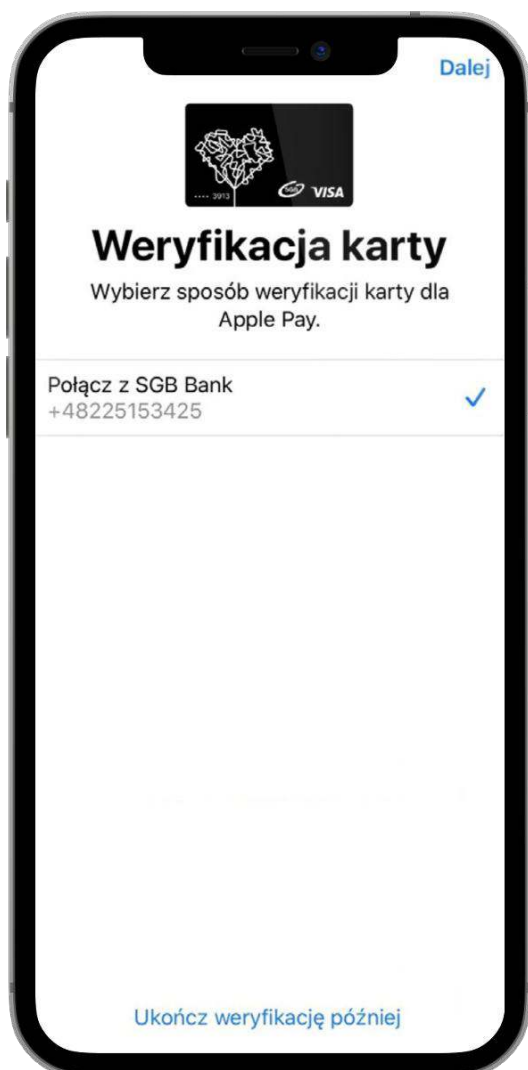 Dalej
.... 3913
SGB VISA
Weryfikacja karty
Wybierz sposób weryfikacji karty dla
Apple Pay.
Połącz z SGB Bank
+48225153425
Ukończ weryfikację później